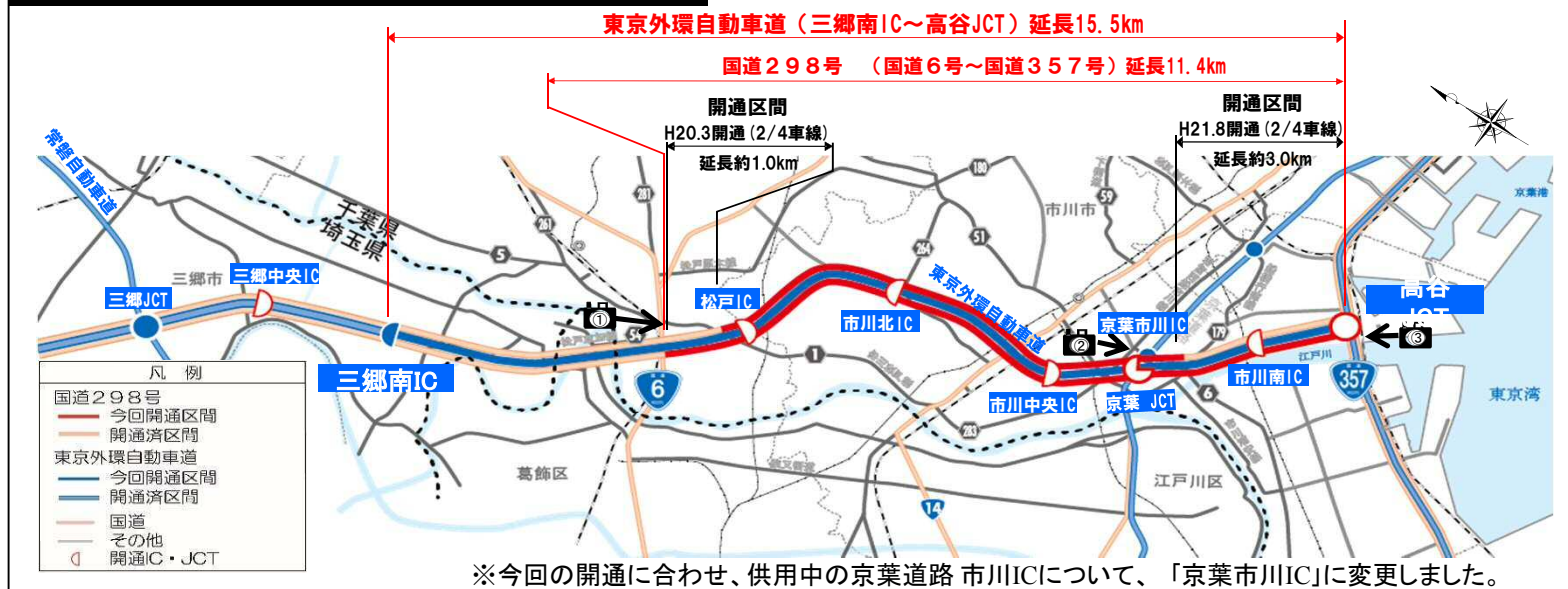 東京外環自動車道（三郷南IC～高谷JCT）延長15.5km
国道２９８号　（国道６号～国道３５７号）延長11.4km
開通区間
H20.3開通(2/4車線)
延長約1.0km
開通区間
H21.8開通(2/4車線)
延長約3.0km
常磐自動車道
千葉県
埼玉県
三郷市
三郷JCT
三郷中央IC
三郷南IC
5
261
281
54
①
国道
6
松戸IC
1
市川北IC
264
51
180
59
市川市
東京外環自動車道
283
14
市川中央IC
②
京葉市川IC
京葉 JCT
179
6
市川南IC
江戸川
高谷
JCT
③
国道
357
京葉港
東京湾
葛飾区
江戸川区
凡　例
国道２９８号
今回開通区間
開通済区間
東京外環自動車道
今回開通区間
開通済区間
国道
その他
開通IC・JCT
※今回の開通に合わせ、供用中の京葉道路 市川ICについて、「京葉市川IC」に変更しました。